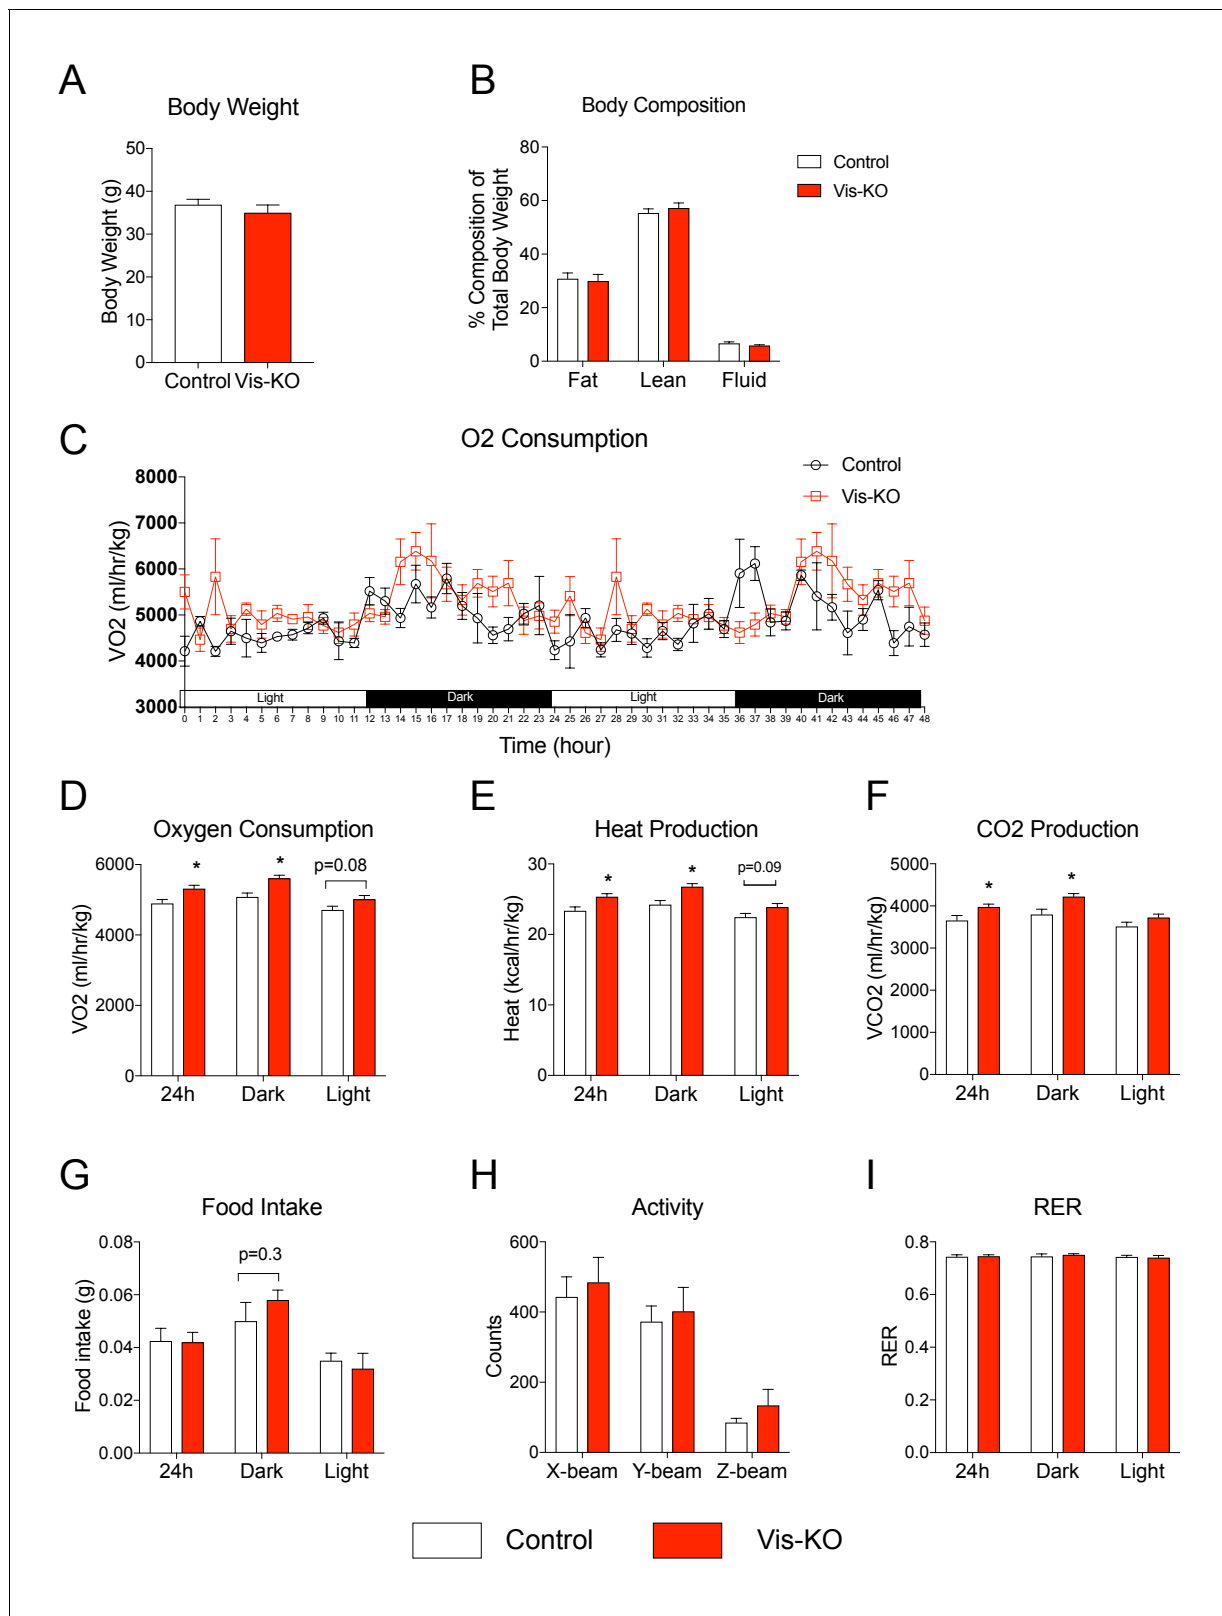 A
Body Weight
Body Weight (g)
50
40
30
20
10
0
Control Vis-KO
B
Body Composition
% Composition of
Total Body Weight
80
60
40
20
0
Fat Lean Fluid
Control
Vis-KO
C
O2 Consumption
Control
Vis-KO
VO2 (ml/hr/kg)
8000
7000
6000
5000
4000
3000
Light Dark Light Dark
0 1 2 3 4 5 6 7 8 9 10 11 12 13 14 15 16 17 18 19 20 21 22 23 24 25 26 27 28 29 30 31 32 33 34 35 36 37 38 39 40 41 42 43 44 45 46 47 48
Time (hour)
D
Oxygen Consumption
VO2 (ml/hr/kg)
6000
4000
2000
0
* * p=0.08
24h Dark Light
E
Heat Production
Heat (kcal/hr/kg)
30
20
10
0
* * p=0.09
24h Dark Light
F
CO2 Production
VCO2 (ml/hr/kg)
5000
4000
3000
2000
1000
0
* *
24h Dark Light
G
Food Intake
Food intake (g)
0.08
0.06
0.04
0.02
0.00
p=0.3
24h Dark Light
H
Activity
Counts
600
400
200
0
X-beam Y-beam Z-beam
I
RER
RER
0.8
0.6
0.4
0.2
0.0
24h Dark Light
Control Vis-KO